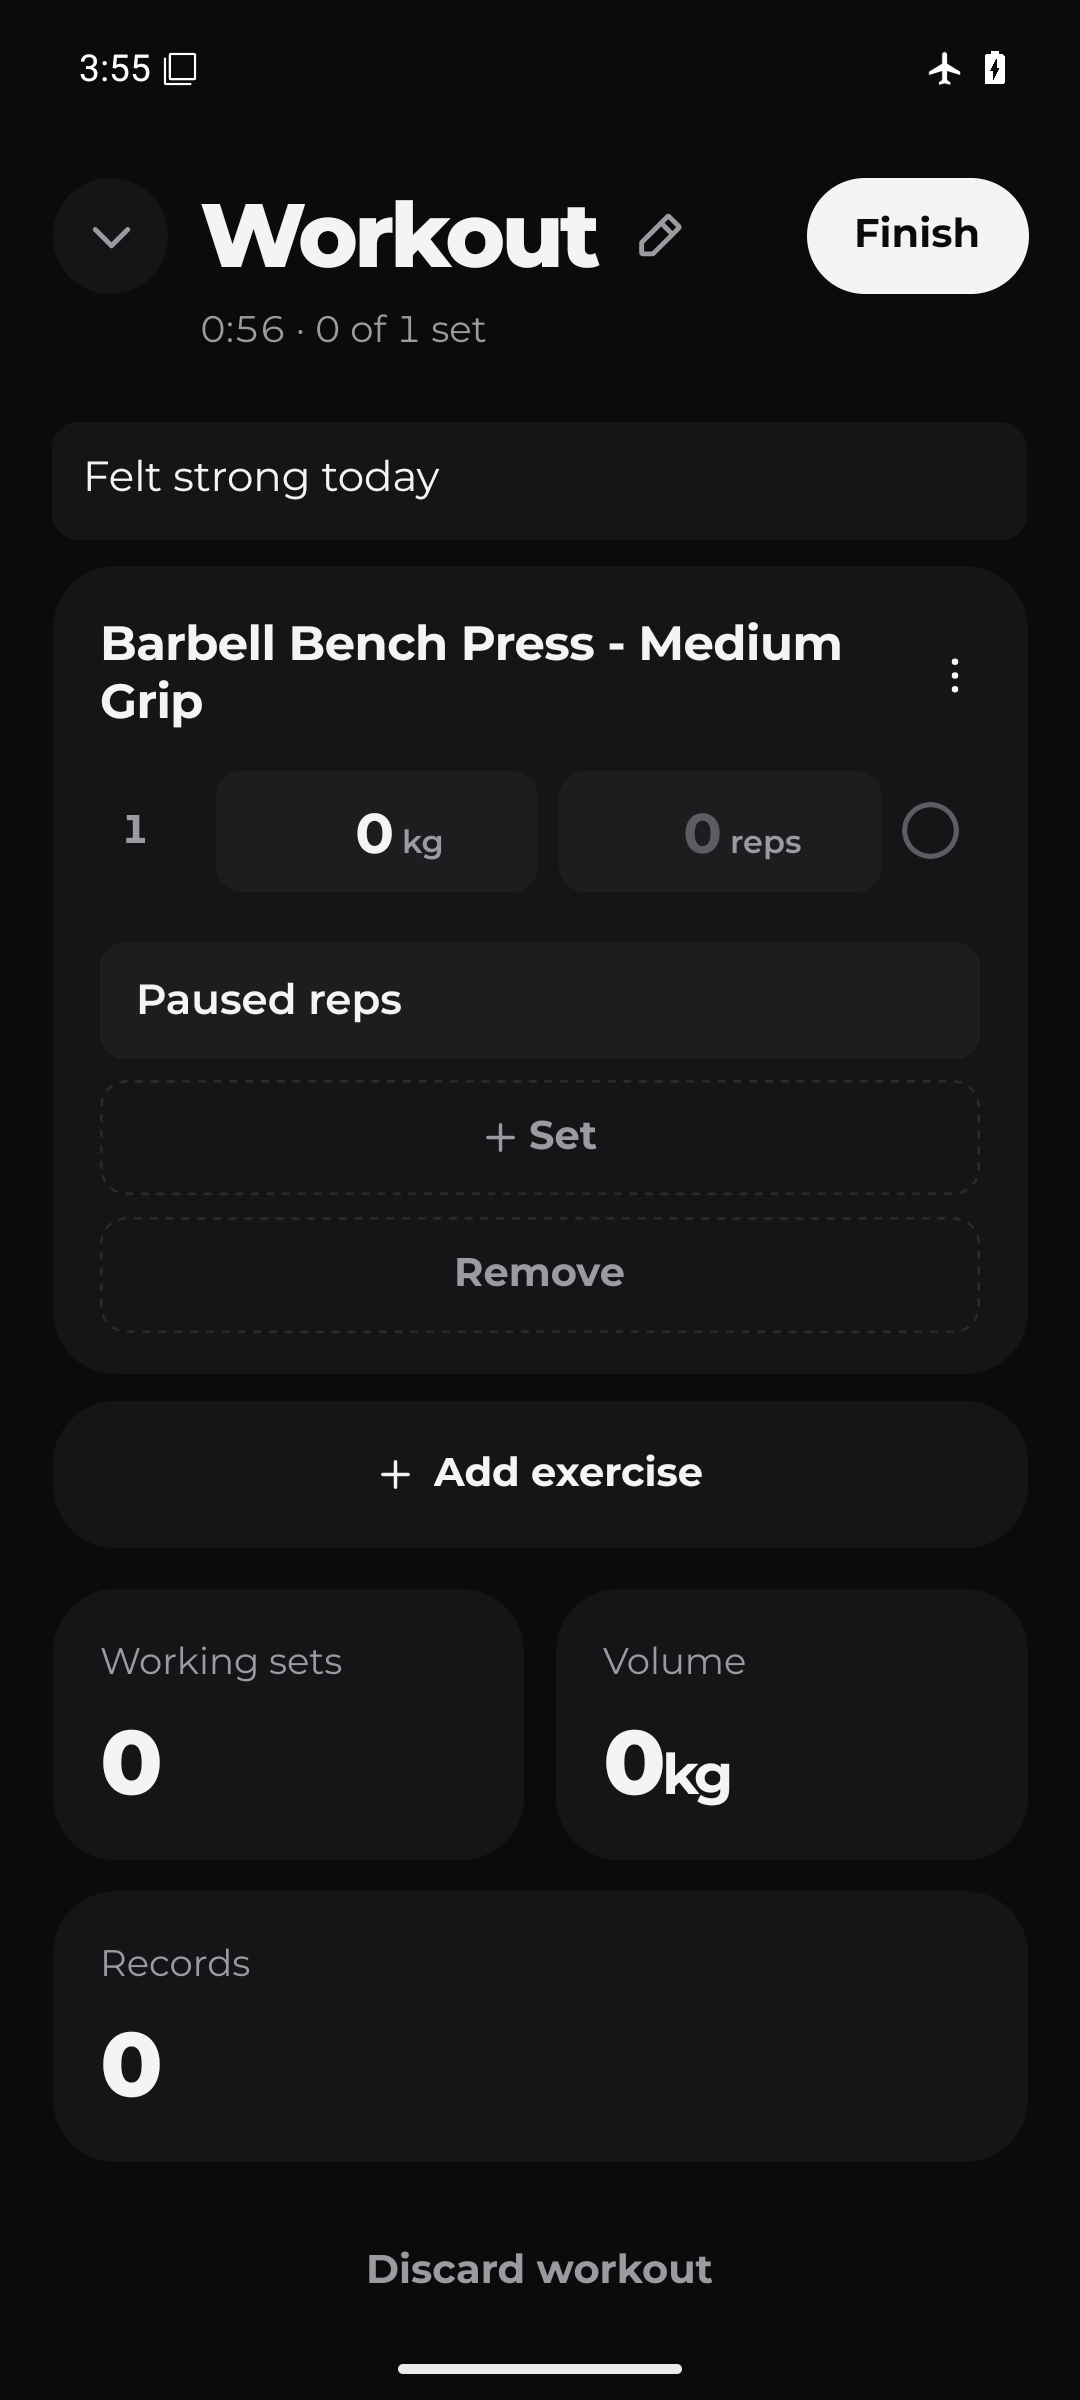 3:55
Workout
Finish
0:56 · 0 of 1 set
Felt strong today
Barbell Bench Press - Medium
Grip
1 0 kg 0 reps
Paused reps
+ Set
Remove
+ Add exercise
Working sets
0
Volume
0kg
Records
0
Discard workout